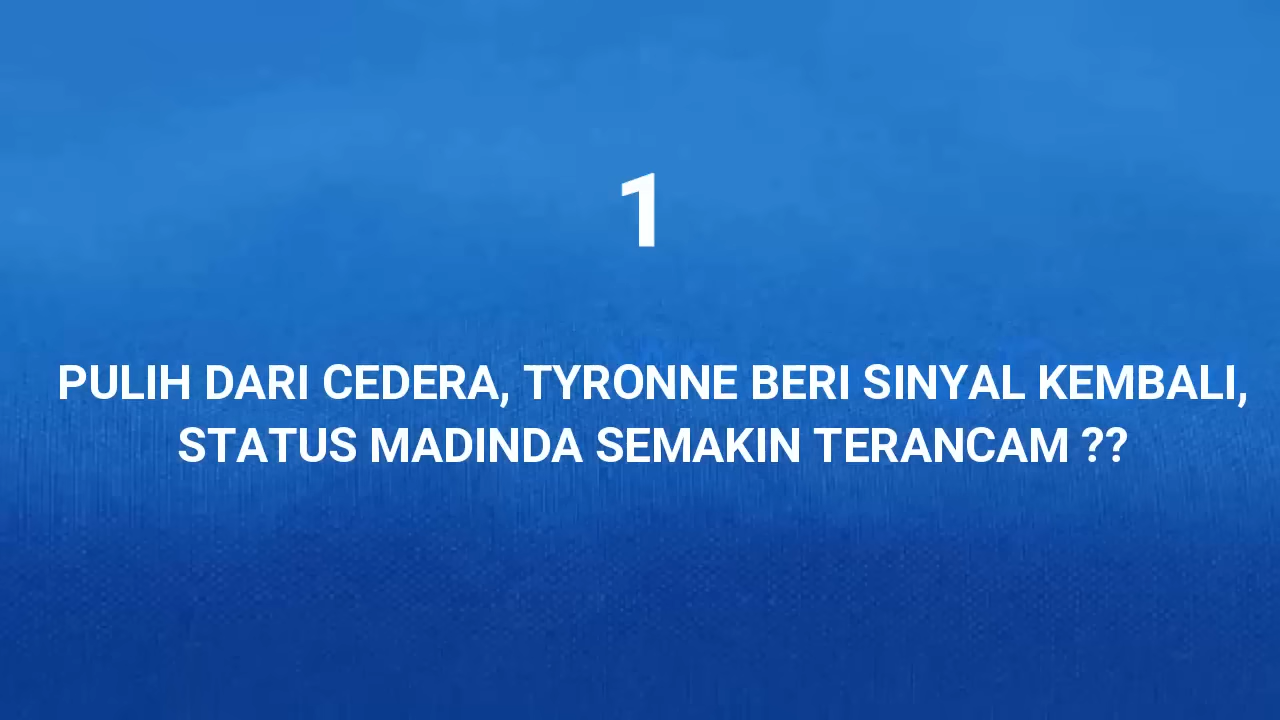 1
PULIH DARI CEDERA, TYRONNE BERI SINYAL KEMBALI,
STATUS MADINDA SEMAKIN TERANCAM ??